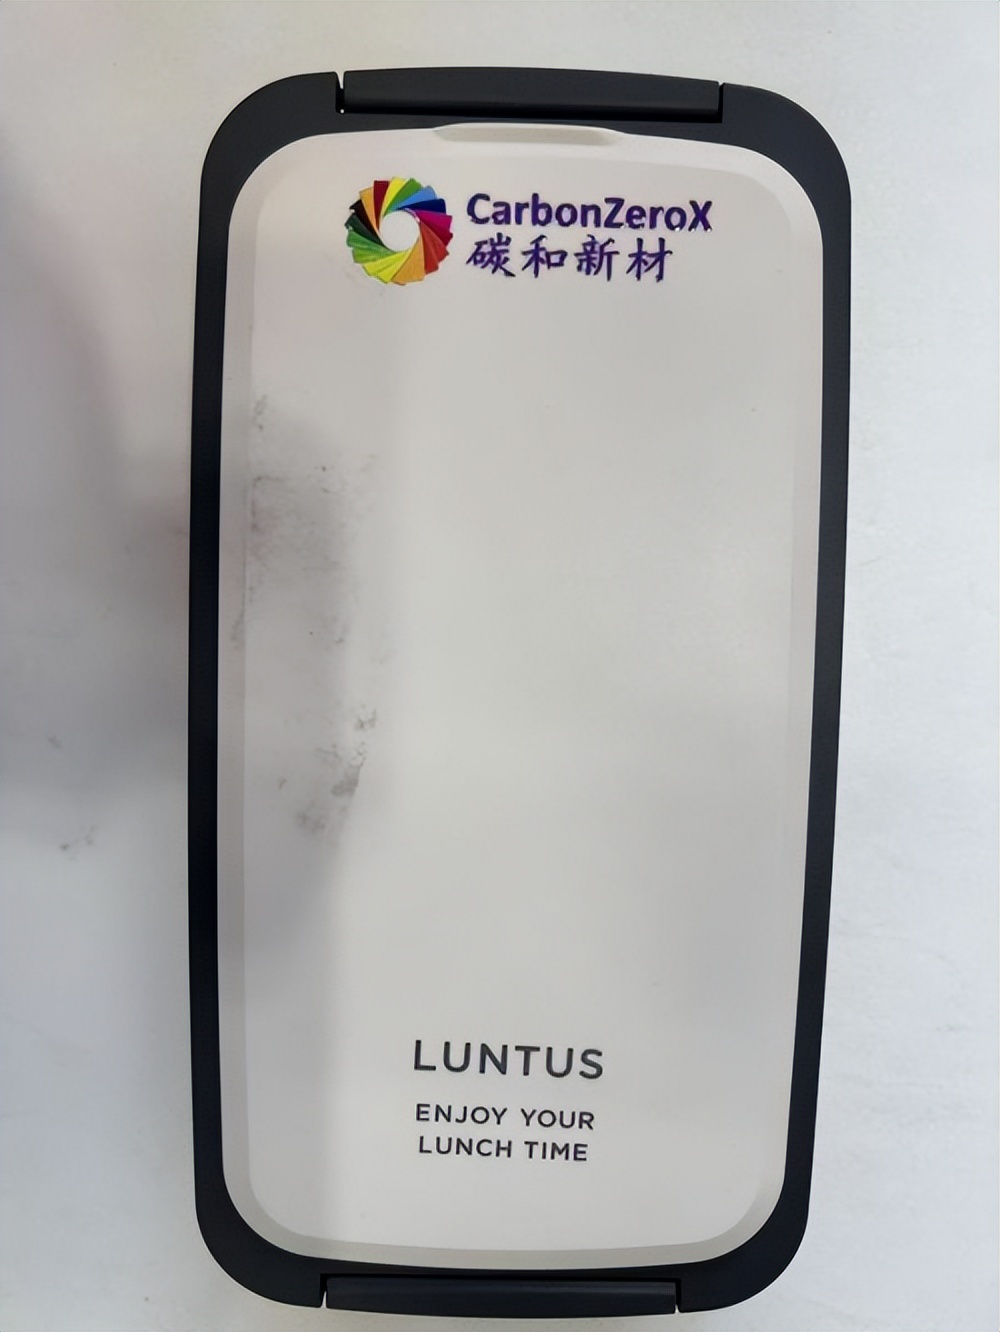 CarbonZeroX
碳和新材
LUNTUS
ENJOY YOUR
LUNCH TIME